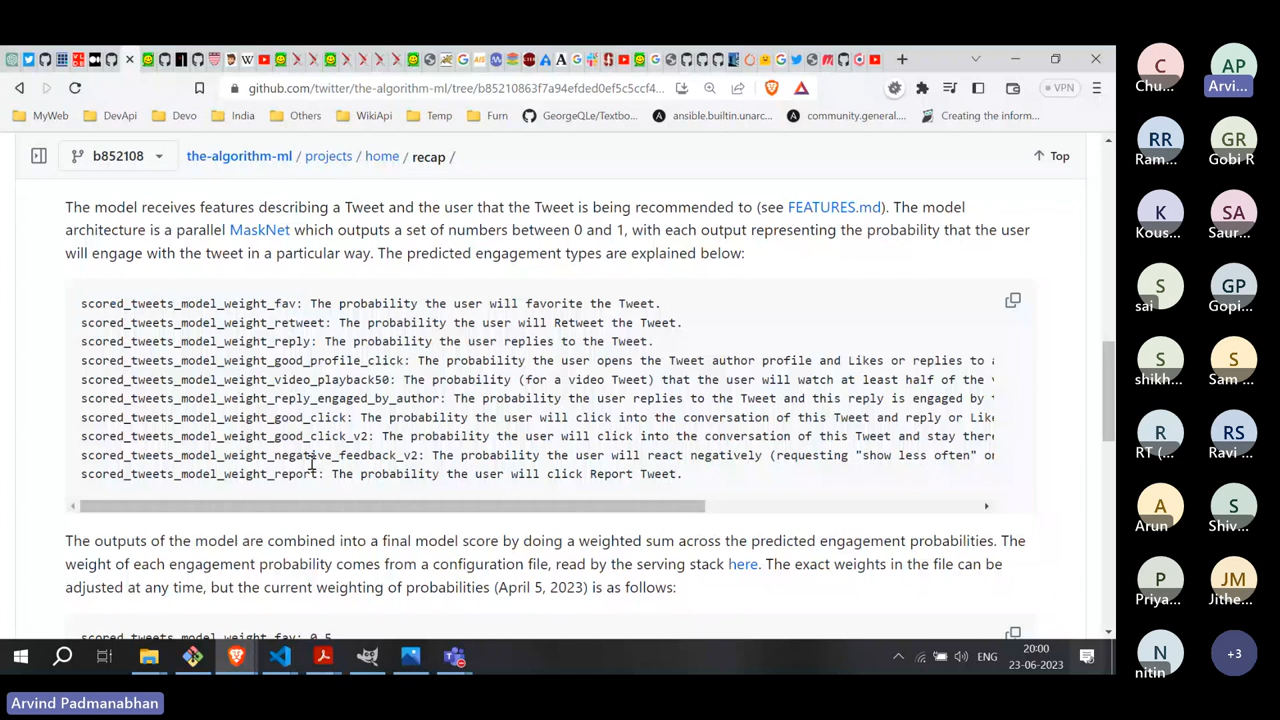 github.com/twitter/the-algorithm-ml/tree/b85210863f7a94efded0ef5c5ccf4...
VPN
MyWeb
DevApi
Devo
India
Others
WikiApi
Temp
Furn
GeorgeQLe/Textbo...
ansible.builtin.unarc...
community.general....
Creating the inform...
b852108
the-algorithm-ml / projects / home / recap /
Top
The model receives features describing a Tweet and the user that the Tweet is being recommended to (see FEATURES.md). The model
architecture is a parallel MaskNet which outputs a set of numbers between 0 and 1, with each output representing the probability that the user
will engage with the tweet in a particular way. The predicted engagement types are explained below:
scored_tweets_model_weight_fav: The probability the user will favorite the Tweet.
scored_tweets_model_weight_retweet: The probability the user will Retweet the Tweet.
scored_tweets_model_weight_reply: The probability the user replies to the Tweet.
scored_tweets_model_weight_good_profile_click: The probability the user opens the Tweet author profile and Likes or replies to a
scored_tweets_model_weight_video_playback50: The probability (for a video Tweet) that the user will watch at least half of the v
scored_tweets_model_weight_reply_engaged_by_author: The probability the user replies to the Tweet and this reply is engaged by t
scored_tweets_model_weight_good_click: The probability the user will click into the conversation of this Tweet and reply or Like
scored_tweets_model_weight_good_click_v2: The probability the user will click into the conversation of this Tweet and stay there
scored_tweets_model_weight_negative_feedback_v2: The probability the user will react negatively (requesting "show less often" or
scored_tweets_model_weight_report: The probability the user will click Report Tweet.
The outputs of the model are combined into a final model score by doing a weighted sum across the predicted engagement probabilities. The
weight of each engagement probability comes from a configuration file, read by the serving stack here. The exact weights in the file can be
adjusted at any time, but the current weighting of probabilities (April 5, 2023) is as follows:
scored_tweets_model_weight_fav: 0.5
ENG
20:00
23-06-2023
Arvind Padmanabhan
C
Chu...
AP
Arvi...
RR
Ram...
GR
Gobi R
K
Kous...
SA
Saur...
S
sai
GP
Gopi...
S
shikh...
S
Sam ...
R
RT (...
RS
Ravi ...
A
Arun
S
Shiv...
P
Priya...
JM
Jithe...
N
nitin
+3